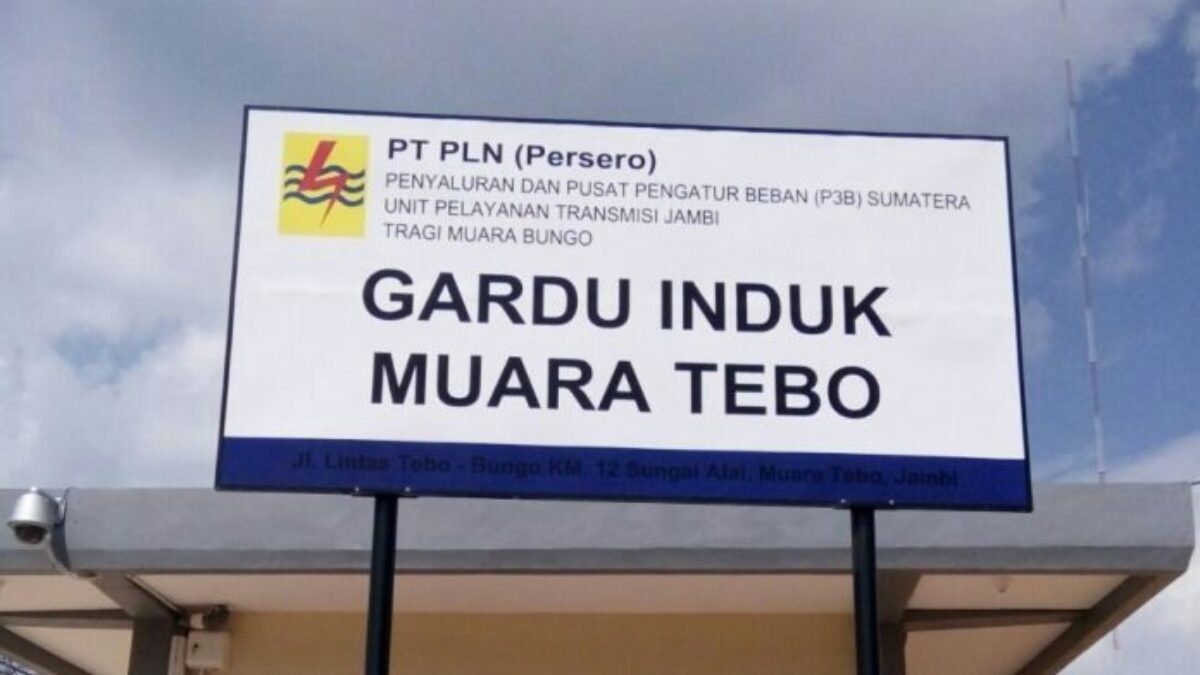 PT PLN (Persero)
PENYALURAN DAN PUSAT PENGATUR BEBAN (P3B) SUMATERA
UNIT PELAYANAN TRANSMISI JAMBI
TRAGI MUARA BUNGO
GARDU INDUK
MUARA TEBO
Jl. Lintas Tebo - Bungo KM. 12 Sungai Alai, Muara Tebo, Jambi